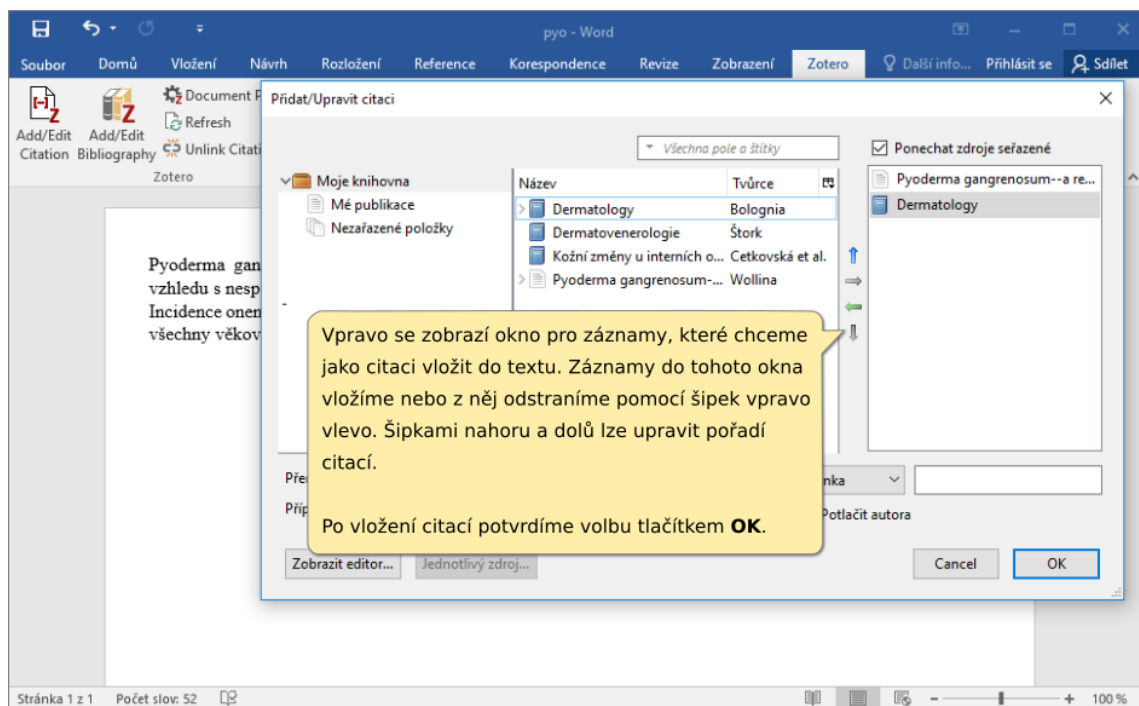 pyo - Word
Soubor Domů Vložení Návrh Rozložení Reference Korespondence Revize Zobrazení Zotero Další info... Přihlásit se Sdílet
Add/Edit Citation
Add/Edit Bibliography
Document P
Refresh
Unlink Citati
Zotero
Přidat/Upravit citaci
Všechna pole a štítky
Ponechat zdroje seřazené
Moje knihovna
Mé publikace
Nezařazené položky
Název Tvůrce
Dermatology Bolognia
Dermatovenerologie Štork
Kožní změny u interních o... Cetkovská et al.
Pyoderma gangrenosum-... Wollina
Pyoderma gangrenosum--a re...
Dermatology
Pyoderma gan
vzhledu s nesp
Incidence onen
všechny věkov
Vpravo se zobrazí okno pro záznamy, které chceme
jako citaci vložit do textu. Záznamy do tohoto okna
vložíme nebo z něj odstraníme pomocí šipek vpravo
vlevo. Šipkami nahoru a dolů lze upravit pořadí
citací.
Po vložení citací potvrdíme volbu tlačítkem OK.
Pře
nka
Příp
Potlačit autora
Zobrazit editor... Jednotlivý zdroj... Cancel OK
Stránka 1 z 1 Počet slov: 52 100 %